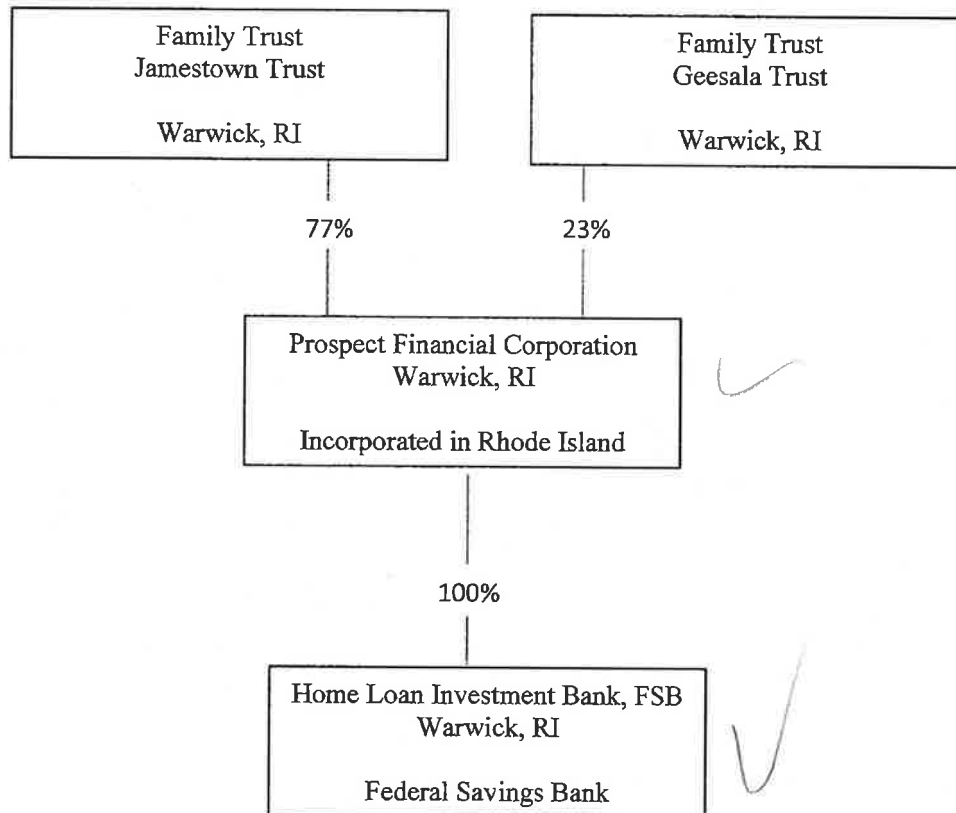 Family Trust
Jamestown Trust
Warwick, RI
Family Trust
Geesala Trust
Warwick, RI
77%
23%
Prospect Financial Corporation
Warwick, RI
Incorporated in Rhode Island
100%
Home Loan Investment Bank, FSB
Warwick, RI
Federal Savings Bank